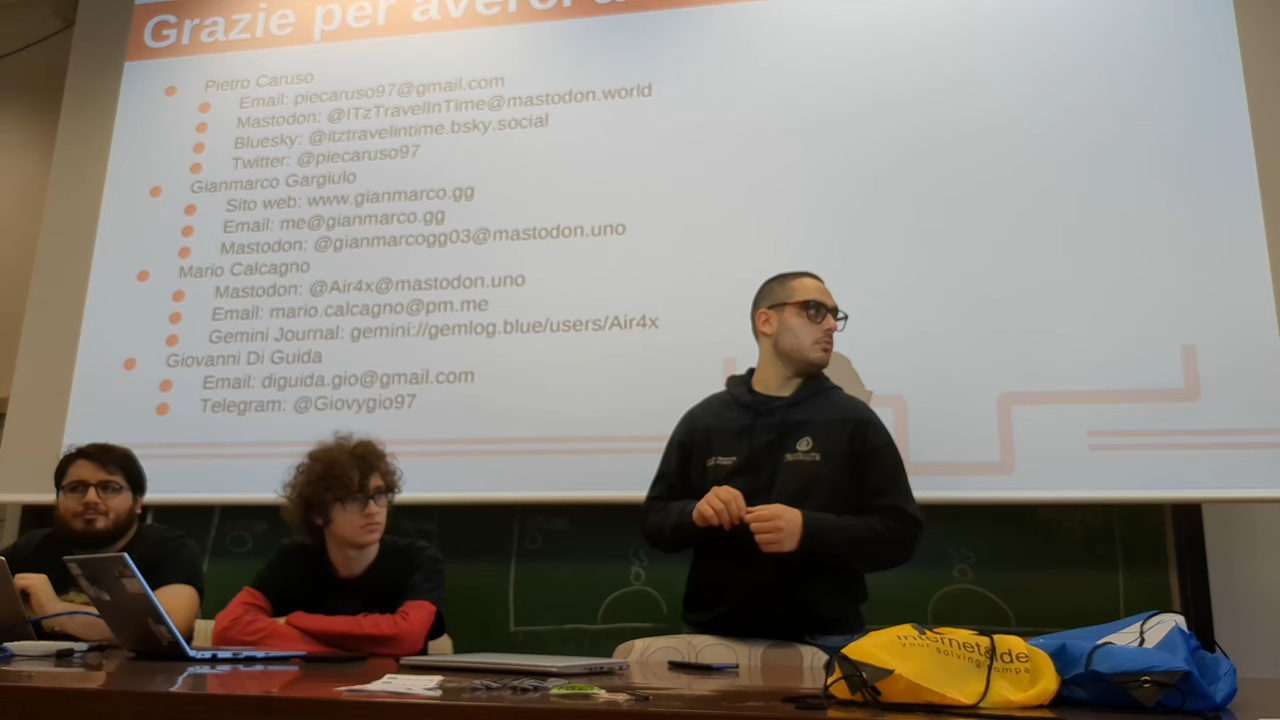 Grazie per averci a
Pietro Caruso
Email: piecaruso97@gmail.com
Mastodon: @ITzTravelInTime@mastodon.world
Bluesky: @itztravelintime.bsky.social
Twitter: @piecaruso97
Gianmarco Gargiulo
Sito web: www.gianmarco.gg
Email: me@gianmarco.gg
Mastodon: @gianmarcogg03@mastodon.uno
Mario Calcagno
Mastodon: @Air4x@mastodon.uno
Email: mario.calcagno@pm.me
Gemini Journal: gemini://gemlog.blue/users/Air4x
Giovanni Di Guida
Email: diguida.gio@gmail.com
Telegram: @Giovygio97
your solving compa